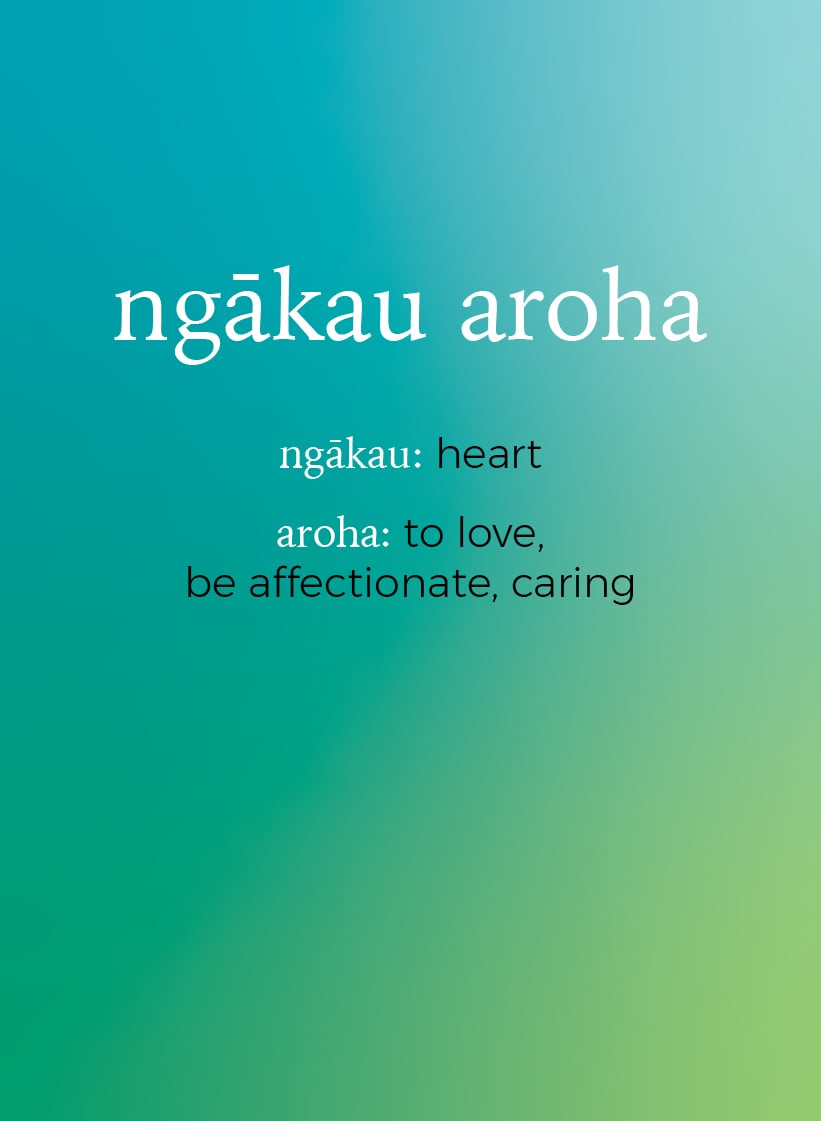 ngākau aroha
ngākau: heart
aroha: to love,
be affectionate, caring